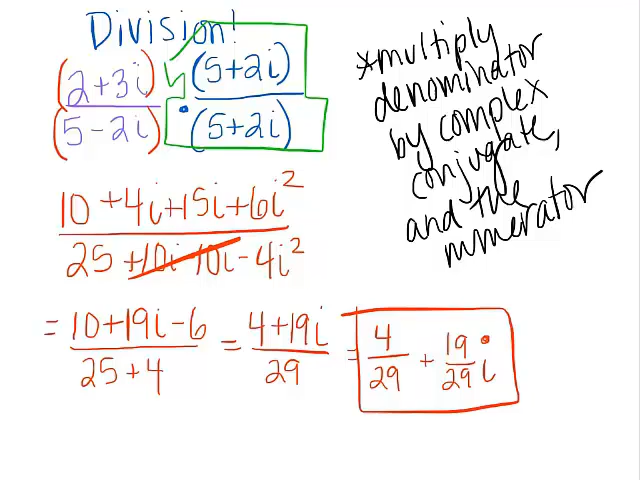 Division!
(2+3i) (5+2i)
(5-2i) • (5+2i)
*multiply
denominator
by complex
conjugate,
and the
numerator
10+4i+15i+6i²
25+10i-10i-4i²
= 10+19i-6 = 4+19i = 4 + 19 i
25+4 29 29 29